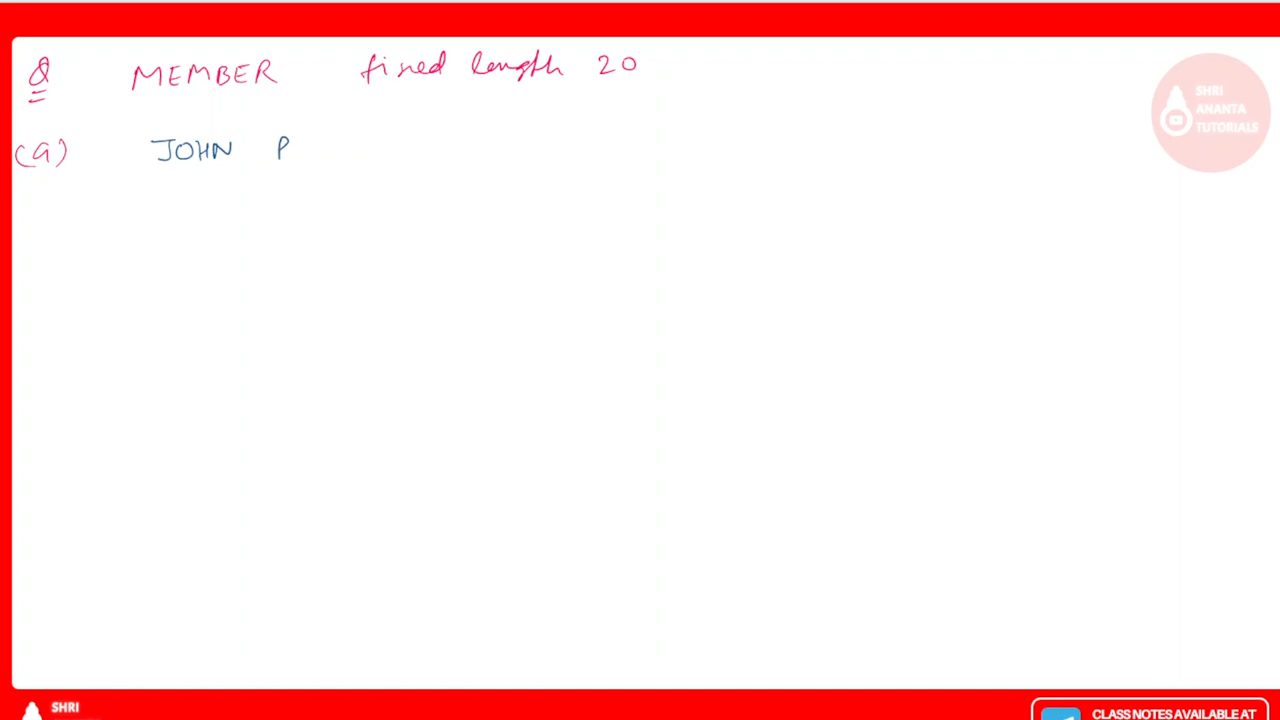 Q MEMBER fixed length 20
(a) JOHN P
SHRI
ANANTA
TUTORIALS
SHRI
CLASS NOTES AVAILABLE AT